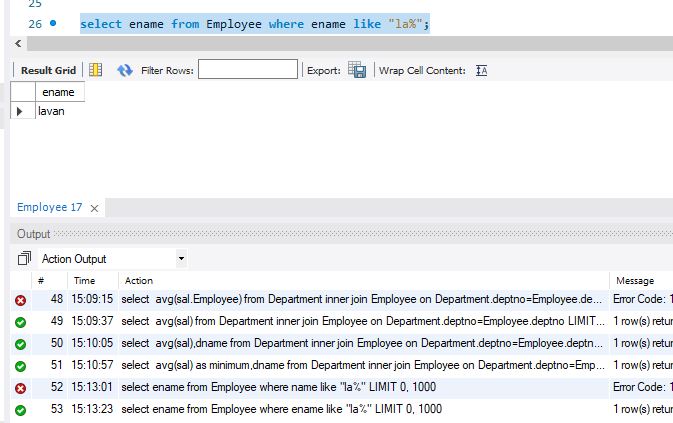 25
26 select ename from Employee where ename like "la%";
Result Grid Filter Rows: Export: Wrap Cell Content:
ename
lavan
Employee 17
Output
Action Output
# Time Action Message
48 15:09:15 select avg(sal.Employee) from Department inner join Employee on Department.deptno=Employee.de... Error Code: 1
49 15:09:37 select avg(sal) from Department inner join Employee on Department.deptno=Employee.deptno LIMIT... 1 row(s) retur
50 15:10:05 select avg(sal),dname from Department inner join Employee on Department.deptno=Employee.deptn... 1 row(s) retur
51 15:10:57 select avg(sal) as minimum,dname from Department inner join Employee on Department.deptno=Emp... 1 row(s) retur
52 15:13:01 select ename from Employee where name like "la%" LIMIT 0, 1000 Error Code: 1
53 15:13:23 select ename from Employee where ename like "la%" LIMIT 0, 1000 1 row(s) retur